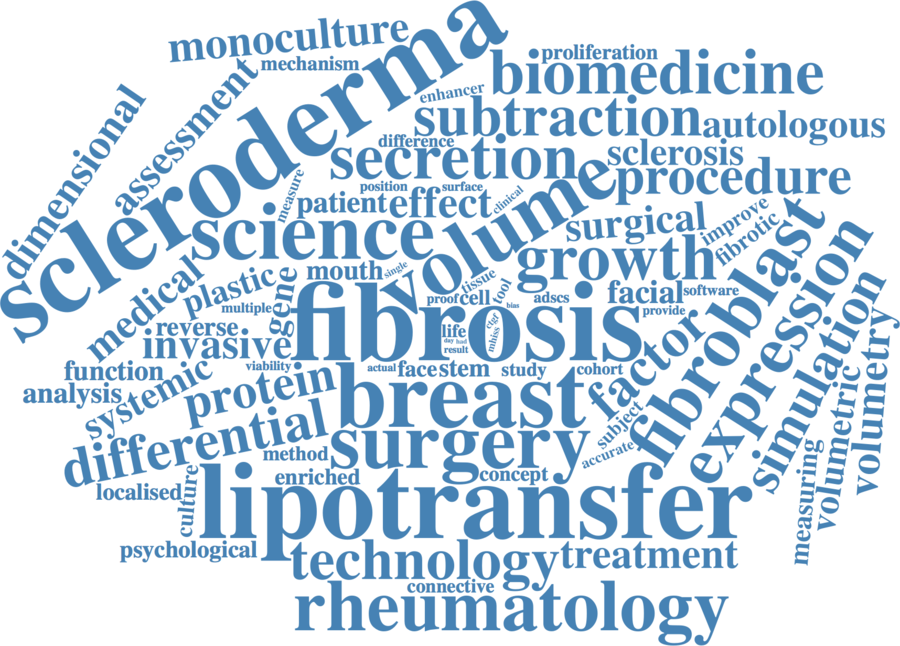 monoculture
proliferation
mechanism
scleroderma
biomedicine
enhancer
assessment
dimensional
subtraction
autologous
difference
secretion
sclerosis
procedure
position
surface
measure
patient
effect
clinical
volume
surgical
improve
fibrotic
science
growth
fibroblast
medical
plastic
gene
mouth
single
tissue
tool
multiple
proof
cell
bias
adscs
facial
software
provide
expression
fibrosis
reverse
invasive
life
day
had
result
ctgf
mhiss
factor
simulation
function
viability
actual
face
stem
study
cohort
volumetric
volumetry
analysis
systemic
protein
breast
subject
accurate
differential
method
surgery
measuring
enriched
concept
localised
culture
lipotransfer
psychological
technology
treatment
connective
rheumatology